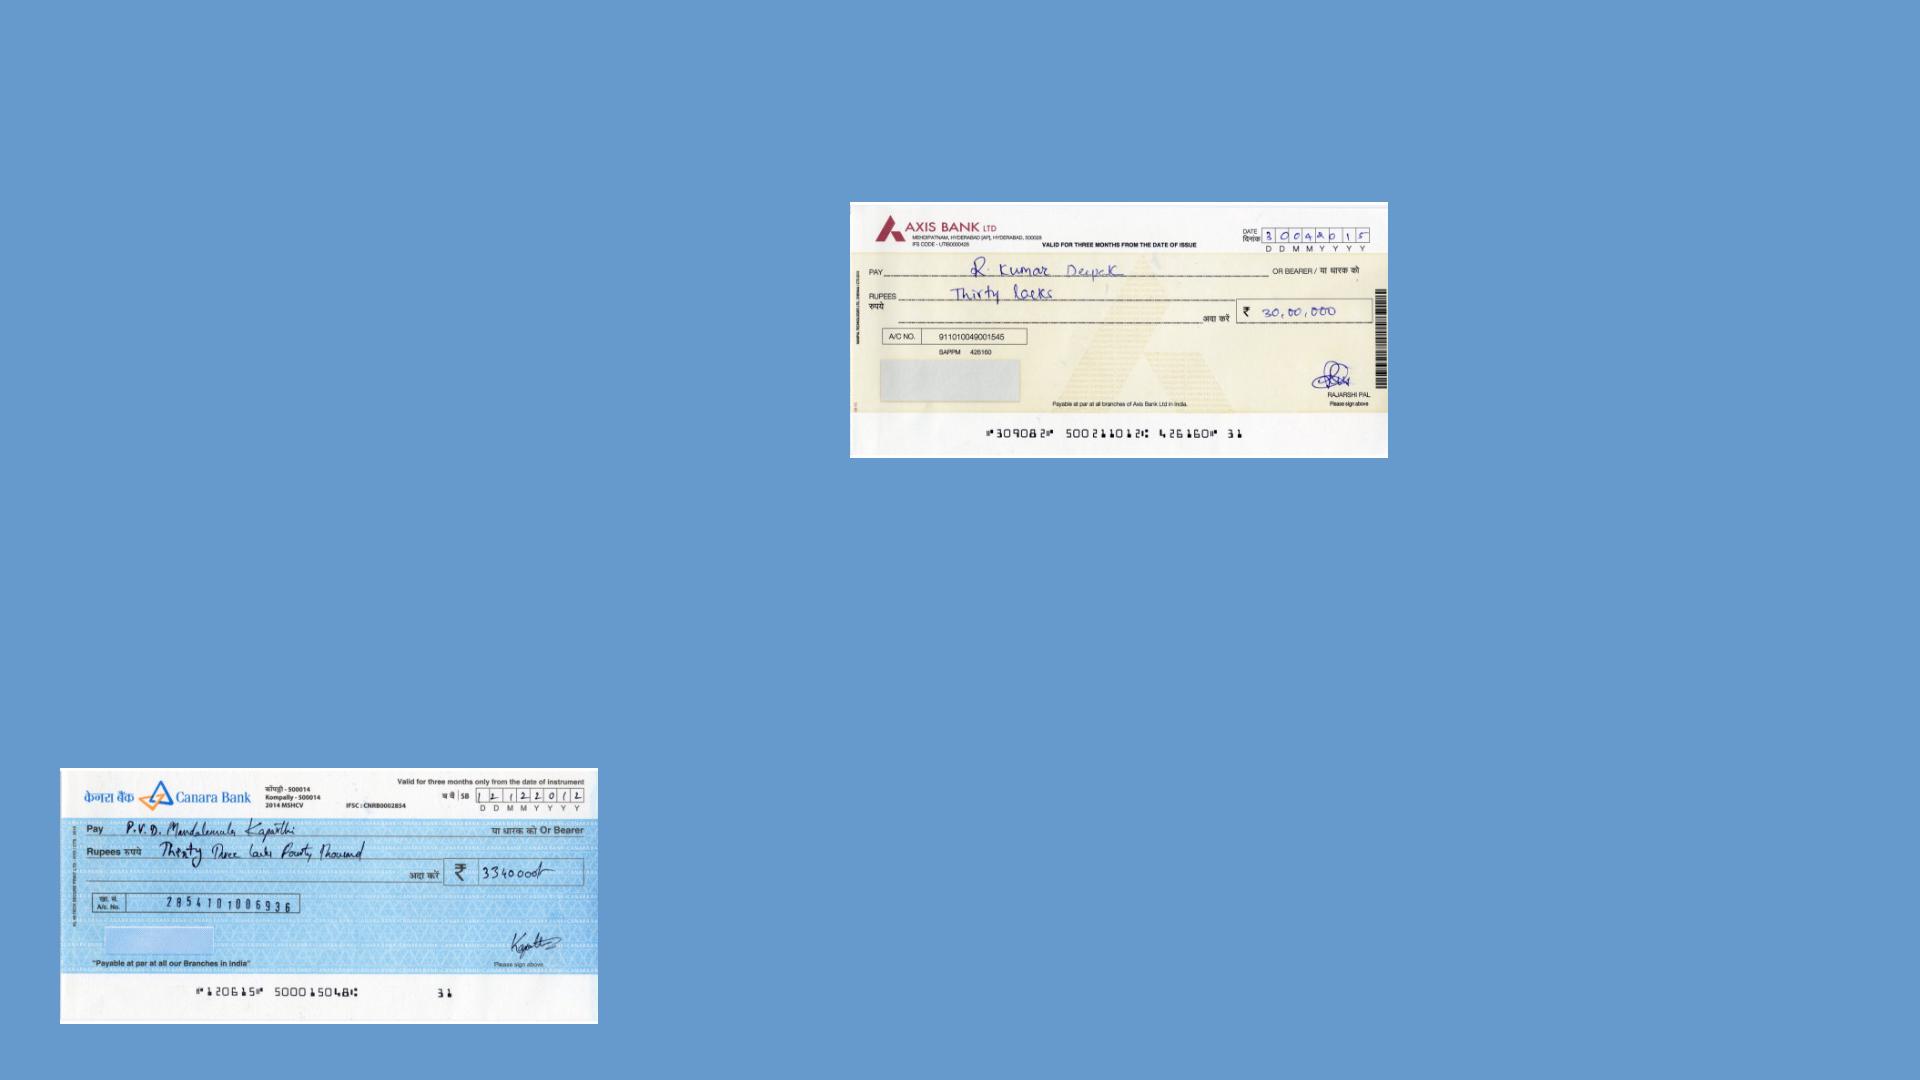 AXIS BANK LTD
MEHDIPATNAM, HYDERABAD [AP], HYDERABAD, 500028
IFS CODE - UTIB0000426
VALID FOR THREE MONTHS FROM THE DATE OF ISSUE
DATE
दिनांक 3 0 0 4 2 0 1 5
D D M M Y Y Y Y
PAY R. Kumar Deepak OR BEARER / या धारक को
RUPEES Thirty lacks
रुपये
अदा करें ₹ 30,00,000
A/C NO. 911010049001545
SAPPM 426160
RAJARSHI PAL
Please sign above
Payable at par at all branches of Axis Bank Ltd in India.
⑈309082⑈ 500211012⑆ 426160⑈ 31
Valid for three months only from the date of instrument
केनरा बैंक Canara Bank
कोंपल्ली - 500014
Kompally - 500014
2014 MSHCV
IFSC : CNRB0002854
SB 1 2 1 2 2 0 1 2
D D M M Y Y Y Y
Pay P.V.D. Kaparthi या धारक को Or Bearer
Rupees रुपये Thirty Three lacks Fourty Thousand
अदा करें ₹ 3340000/-
खा. सं.
A/c. No. 2854101006936
Please sign above
"Payable at par at all our Branches in India"
⑈120615⑈ 500015048⑆ 31